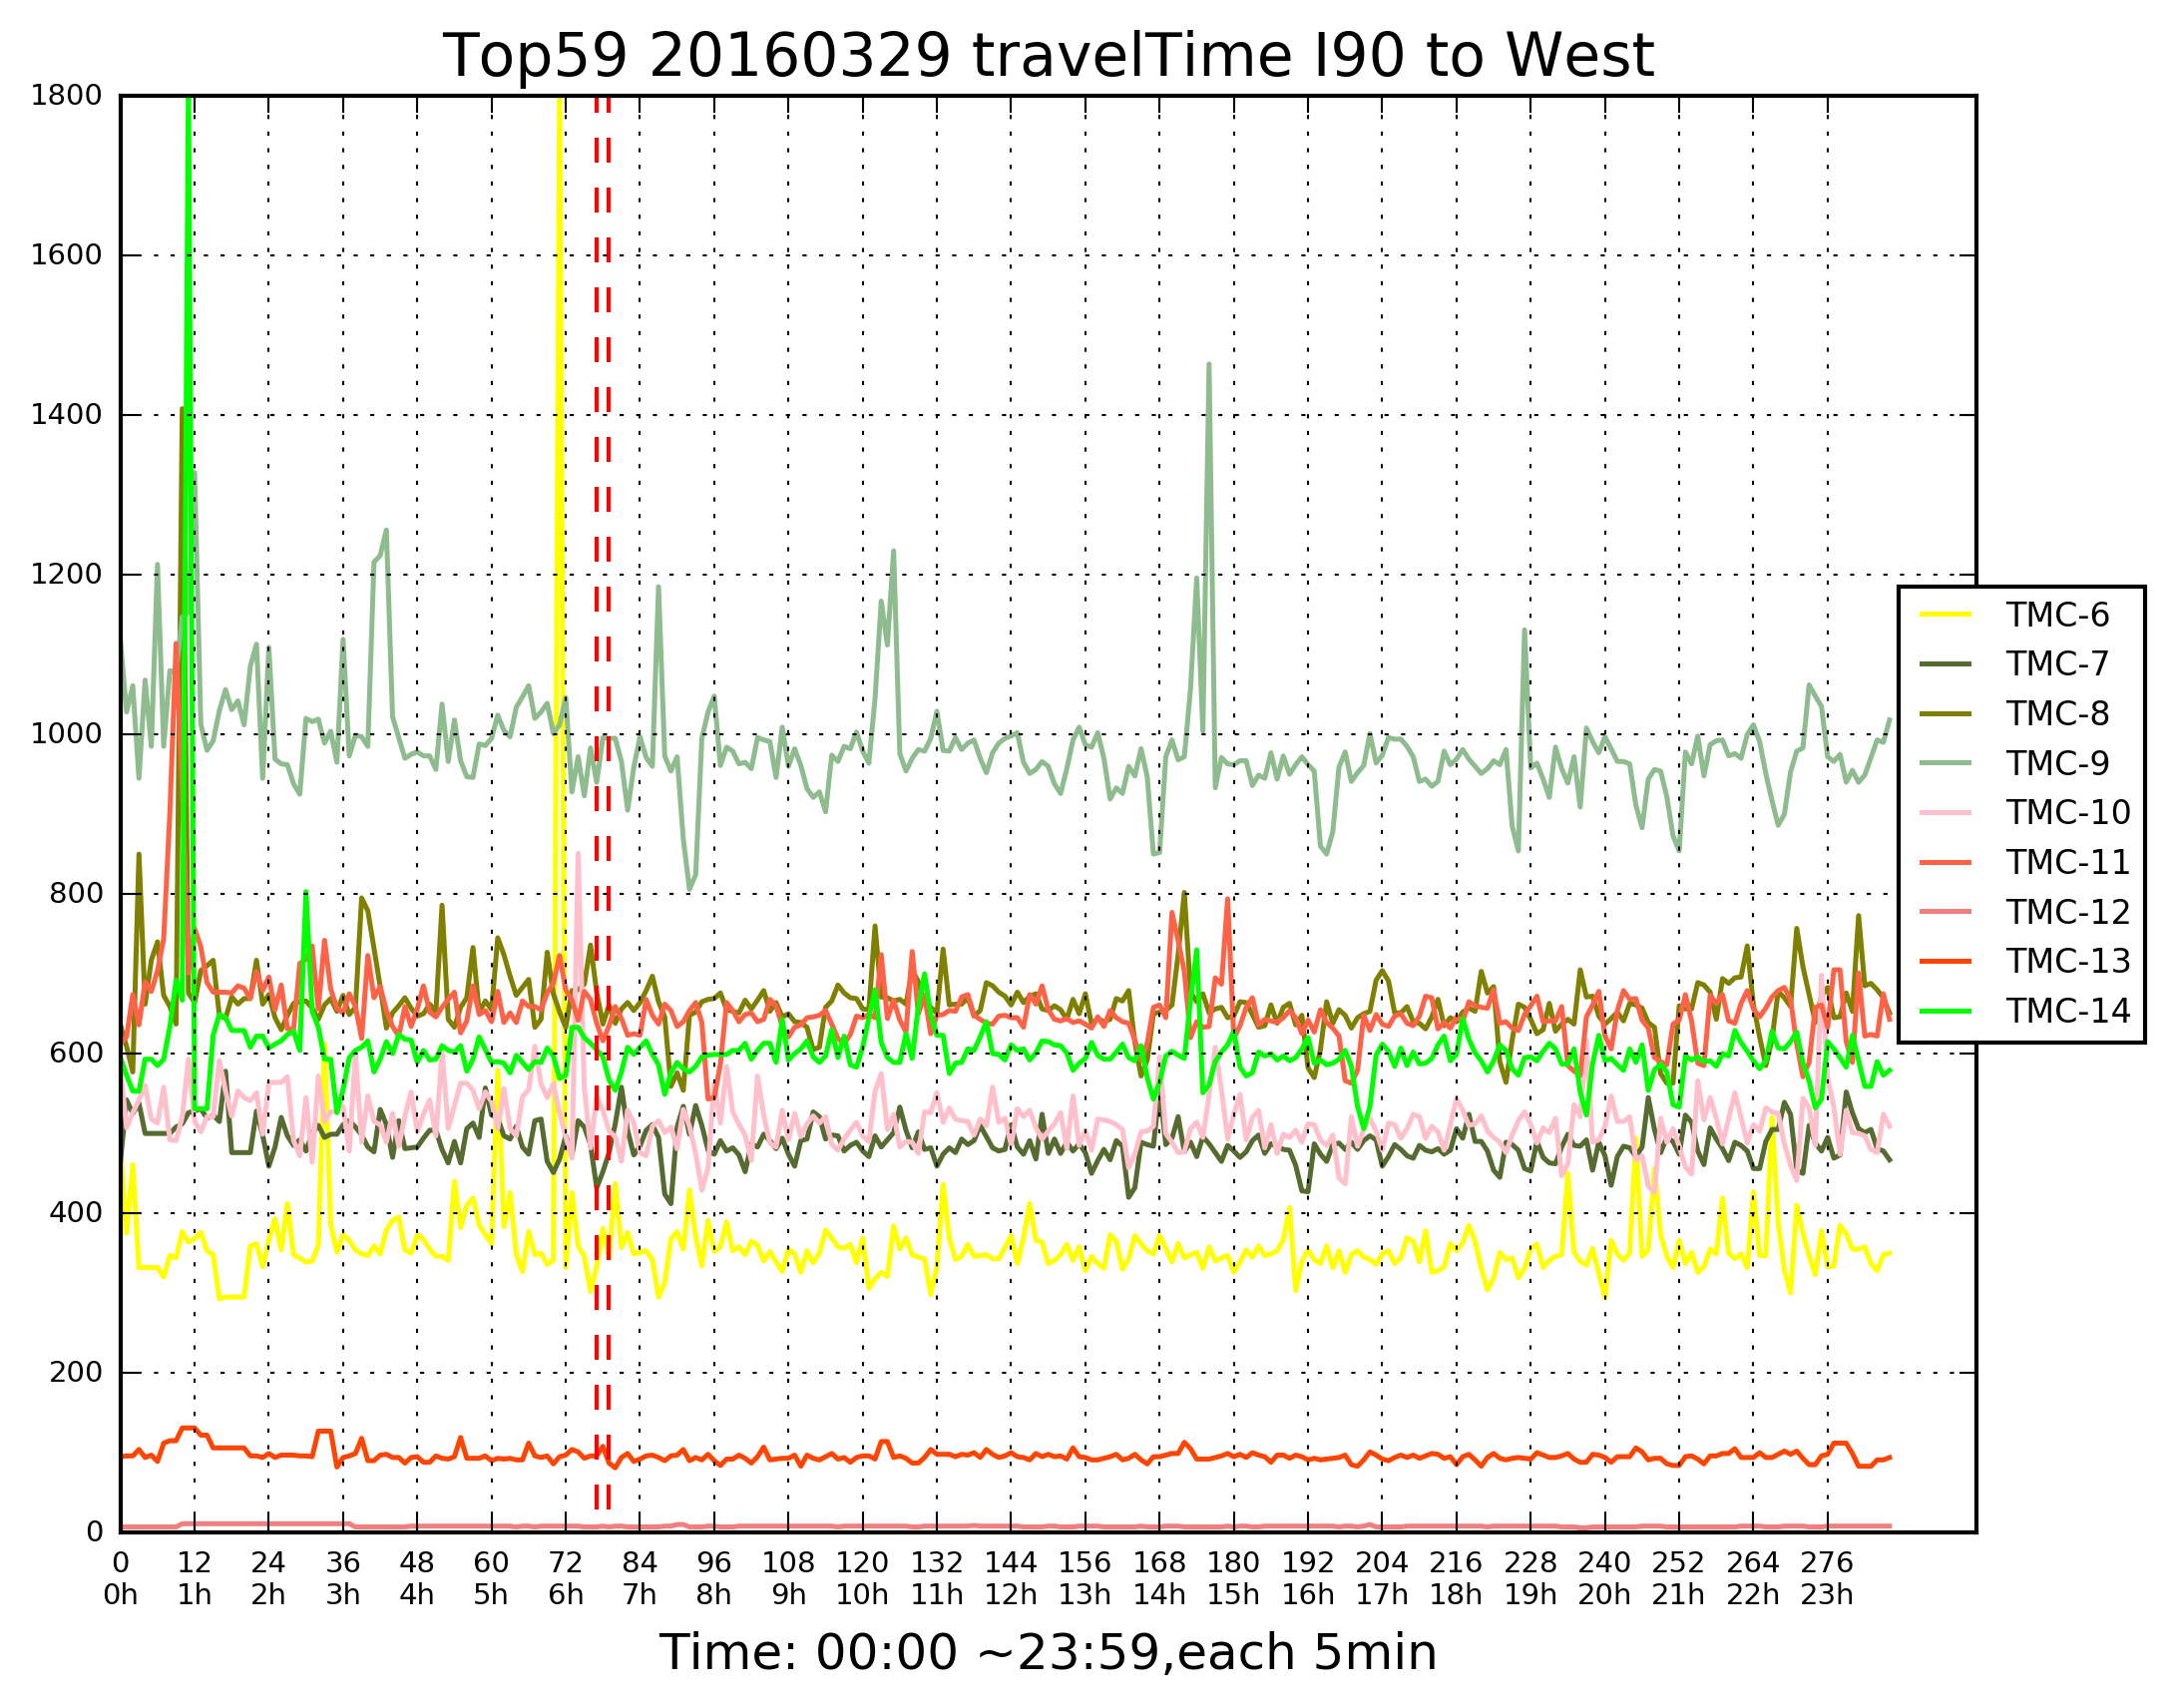 Top59 20160329 travelTime I90 to West
1800
1600
1400
1200
1000
800
600
400
200
0
TMC-6
TMC-7
TMC-8
TMC-9
TMC-10
TMC-11
TMC-12
TMC-13
TMC-14
0 12 24 36 48 60 72 84 96 108 120 132 144 156 168 180 192 204 216 228 240 252 264 276
0h 1h 2h 3h 4h 5h 6h 7h 8h 9h 10h 11h 12h 13h 14h 15h 16h 17h 18h 19h 20h 21h 22h 23h
Time: 00:00 ~23:59,each 5min